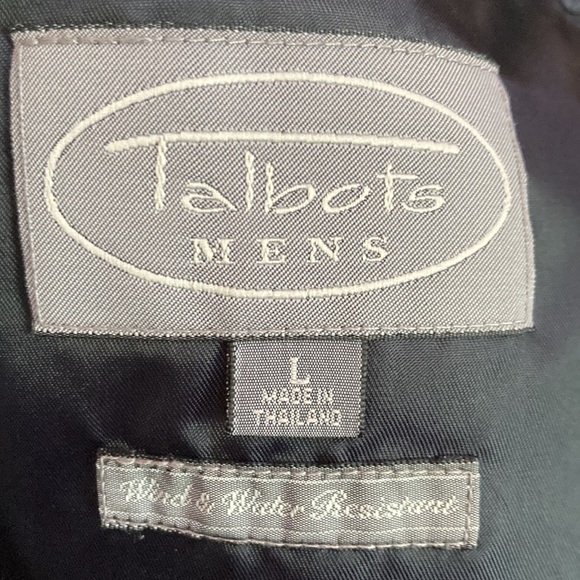 Talbots
MENS
L
MADE IN
THAILAND
Wind & Water Resistant